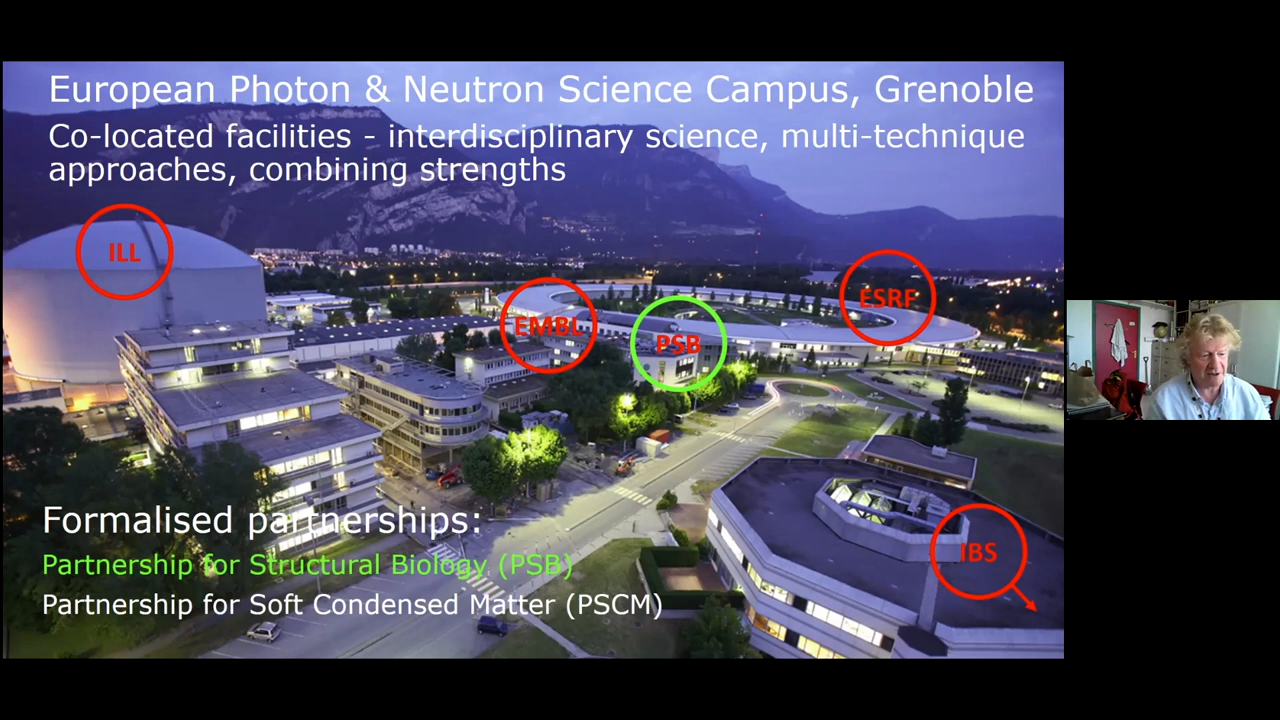 European Photon & Neutron Science Campus, Grenoble
Co-located facilities - interdisciplinary science, multi-technique
approaches, combining strengths
ILL
ESRF
EMBL
PSB
Formalised partnerships:
IBS
Partnership for Structural Biology (PSB)
Partnership for Soft Condensed Matter (PSCM)